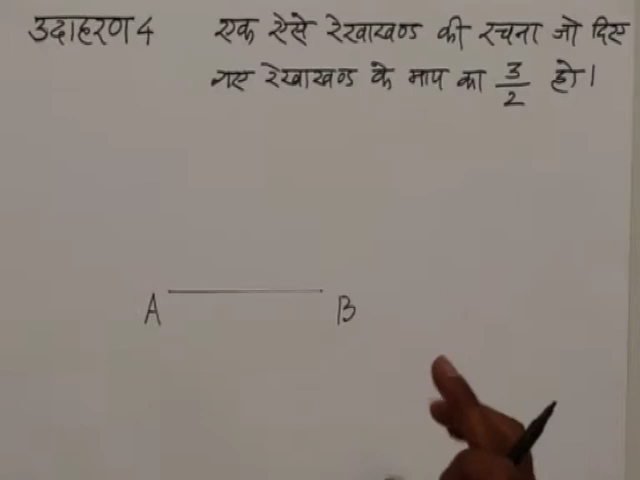 उदाहरण 4 एक ऐसे रेखाखण्ड की रचना जो दिए
गए रेखाखण्ड के माप का 3/2 हो।
A B